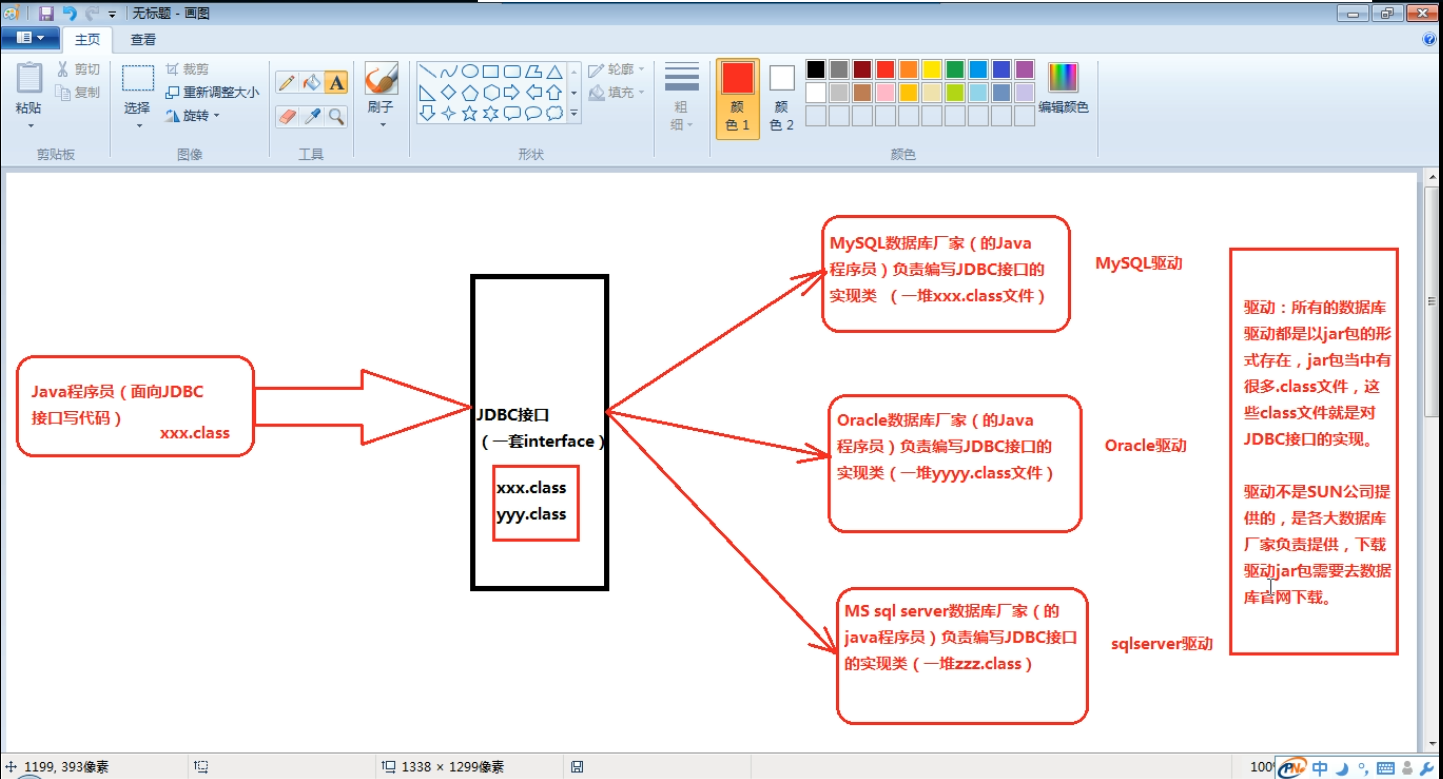 无标题 - 画图
主页
查看
粘贴
剪切
复制
剪贴板
选择
裁剪
重新调整大小
旋转
图像
A
工具
刷子
轮廓
填充
形状
粗
细
颜
色 1
颜
色 2
编辑颜色
颜色
Java程序员（面向JDBC
接口写代码）
xxx.class
JDBC接口
（一套interface）
xxx.class
yyy.class
MySQL数据库厂家（的Java
程序员）负责编写JDBC接口的
实现类 （一堆xxx.class文件）
MySQL驱动
Oracle数据库厂家（的Java
程序员）负责编写JDBC接口的
实现类（一堆yyyy.class文件）
Oracle驱动
MS sql server数据库厂家（的
java程序员）负责编写JDBC接口
的实现类（一堆zzz.class）
sqlserver驱动
驱动：所有的数据库
驱动都是以jar包的形
式存在，jar包当中有
很多.class文件，这
些class文件就是对
JDBC接口的实现。
驱动不是SUN公司提
供的，是各大数据库
厂家负责提供，下载
驱动jar包需要去数据
库官网下载。
1199, 393像素
1338 × 1299像素
100%
中